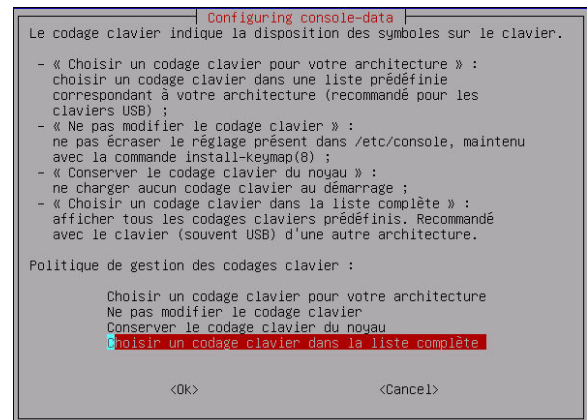 Configuring console-data
Le codage clavier indique la disposition des symboles sur le clavier.
- « Choisir un codage clavier pour votre architecture » :
choisir un codage clavier dans une liste prédéfinie
correspondant à votre architecture (recommandé pour les
claviers USB) ;
- « Ne pas modifier le codage clavier » :
ne pas écraser le réglage présent dans /etc/console, maintenu
avec la commande install-keymap(8) ;
- « Conserver le codage clavier du noyau » :
ne charger aucun codage clavier au démarrage ;
- « Choisir un codage clavier dans la liste complète » :
afficher tous les codages claviers prédéfinis. Recommandé
avec le clavier (souvent USB) d'une autre architecture.
Politique de gestion des codages clavier :
Choisir un codage clavier pour votre architecture
Ne pas modifier le codage clavier
Conserver le codage clavier du noyau
Choisir un codage clavier dans la liste complète
<Ok> <Cancel>